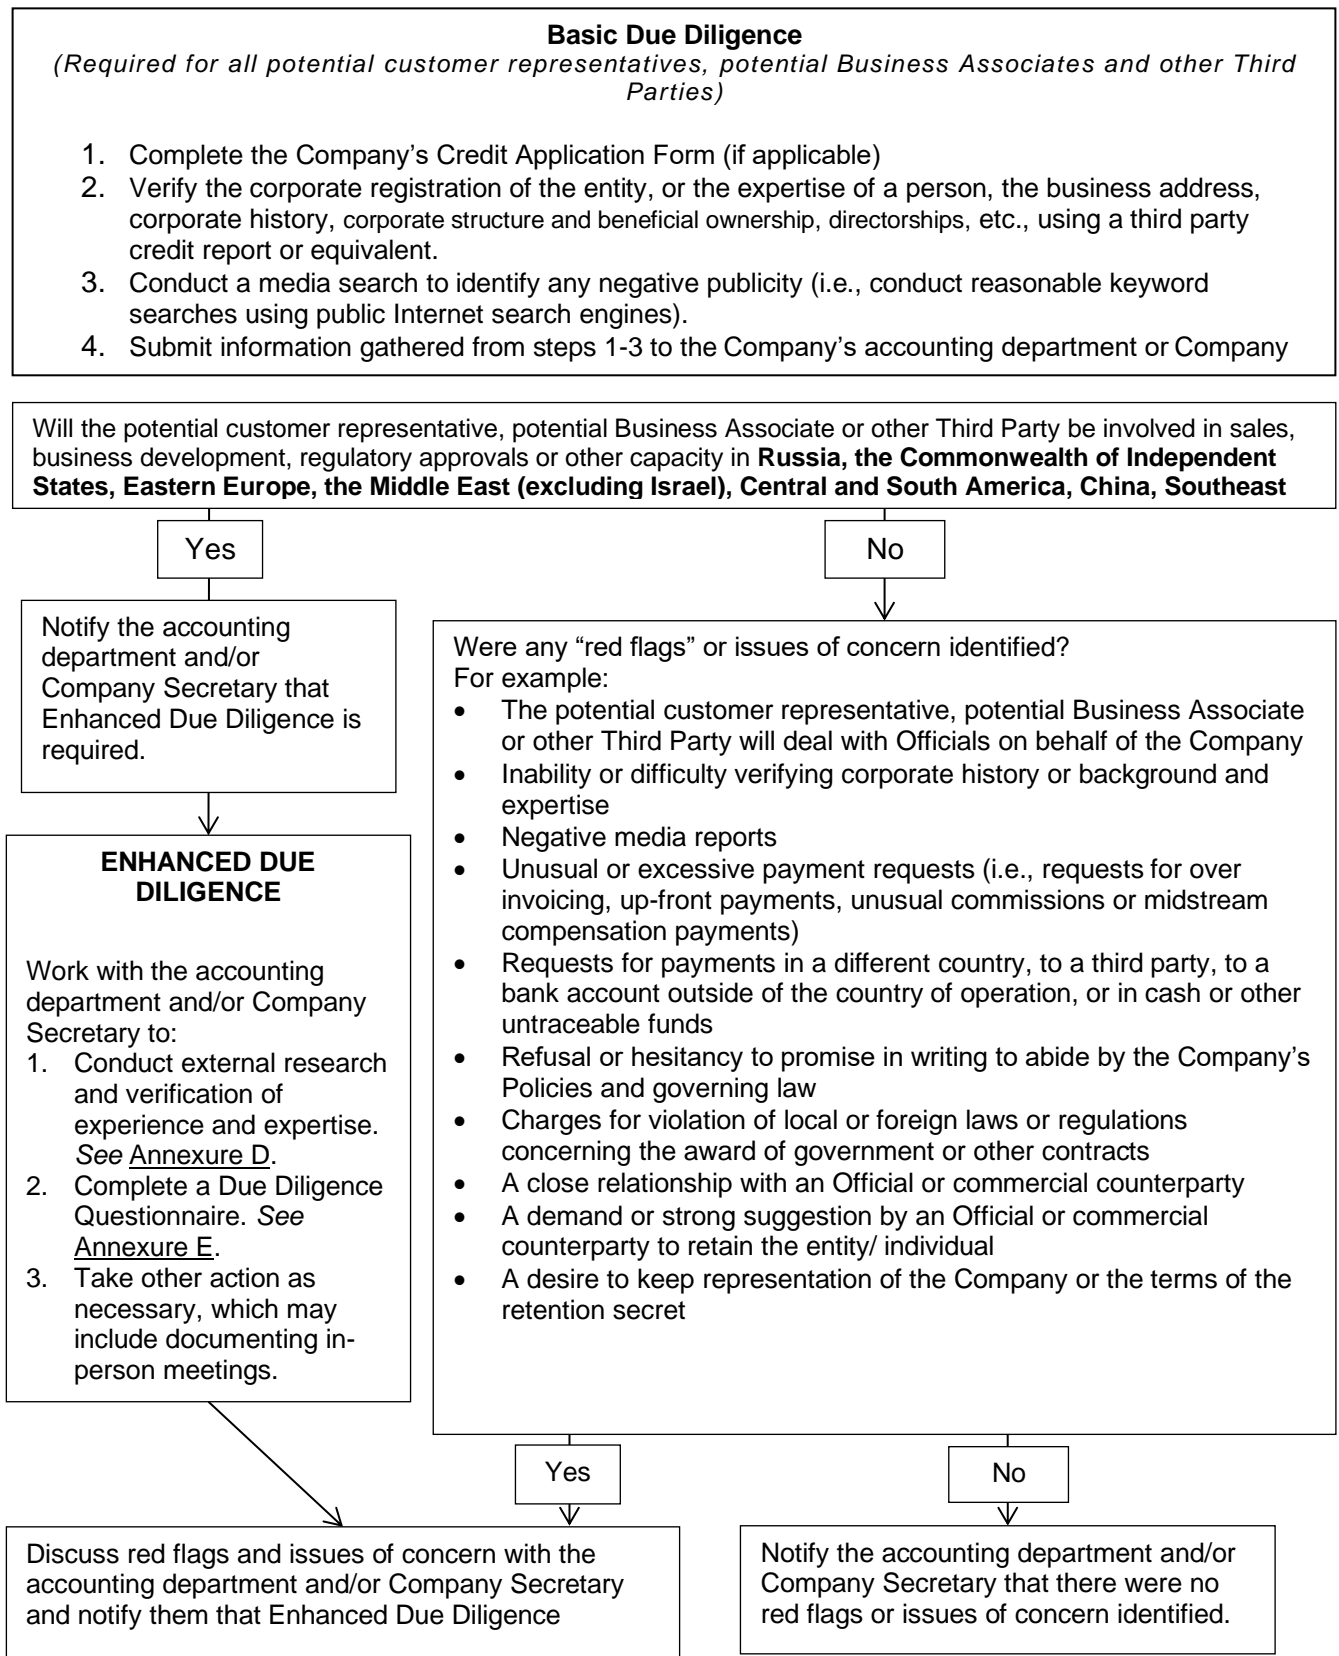 Basic Due Diligence
(Required for all potential customer representatives, potential Business Associates and other Third
Parties)
1. Complete the Company’s Credit Application Form (if applicable)
2. Verify the corporate registration of the entity, or the expertise of a person, the business address,
corporate history, corporate structure and beneficial ownership, directorships, etc., using a third party
credit report or equivalent.
3. Conduct a media search to identify any negative publicity (i.e., conduct reasonable keyword
searches using public Internet search engines).
4. Submit information gathered from steps 1-3 to the Company’s accounting department or Company
Will the potential customer representative, potential Business Associate or other Third Party be involved in sales,
business development, regulatory approvals or other capacity in Russia, the Commonwealth of Independent
States, Eastern Europe, the Middle East (excluding Israel), Central and South America, China, Southeast
Yes
No
Notify the accounting
department and/or
Company Secretary that
Enhanced Due Diligence is
required.
ENHANCED DUE
DILIGENCE
Work with the accounting
department and/or Company
Secretary to:
1. Conduct external research
and verification of
experience and expertise.
See Annexure D.
2. Complete a Due Diligence
Questionnaire. See
Annexure E.
3. Take other action as
necessary, which may
include documenting in-
person meetings.
Were any “red flags” or issues of concern identified?
For example:
• The potential customer representative, potential Business Associate
or other Third Party will deal with Officials on behalf of the Company
• Inability or difficulty verifying corporate history or background and
expertise
• Negative media reports
• Unusual or excessive payment requests (i.e., requests for over
invoicing, up-front payments, unusual commissions or midstream
compensation payments)
• Requests for payments in a different country, to a third party, to a
bank account outside of the country of operation, or in cash or other
untraceable funds
• Refusal or hesitancy to promise in writing to abide by the Company’s
Policies and governing law
• Charges for violation of local or foreign laws or regulations
concerning the award of government or other contracts
• A close relationship with an Official or commercial counterparty
• A demand or strong suggestion by an Official or commercial
counterparty to retain the entity/ individual
• A desire to keep representation of the Company or the terms of the
retention secret
Yes
No
Discuss red flags and issues of concern with the
accounting department and/or Company Secretary
and notify them that Enhanced Due Diligence
Notify the accounting department and/or
Company Secretary that there were no
red flags or issues of concern identified.